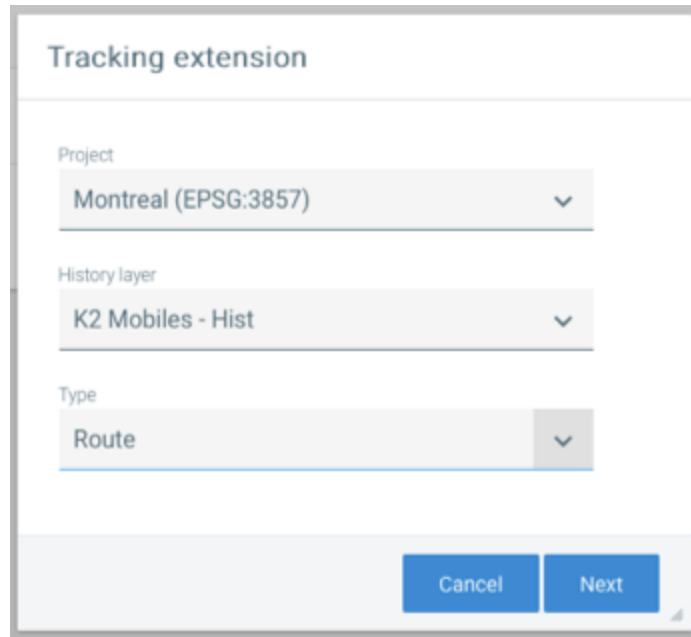 Tracking extension
Project
Montreal (EPSG:3857)
History layer
K2 Mobiles - Hist
Type
Route
Cancel Next